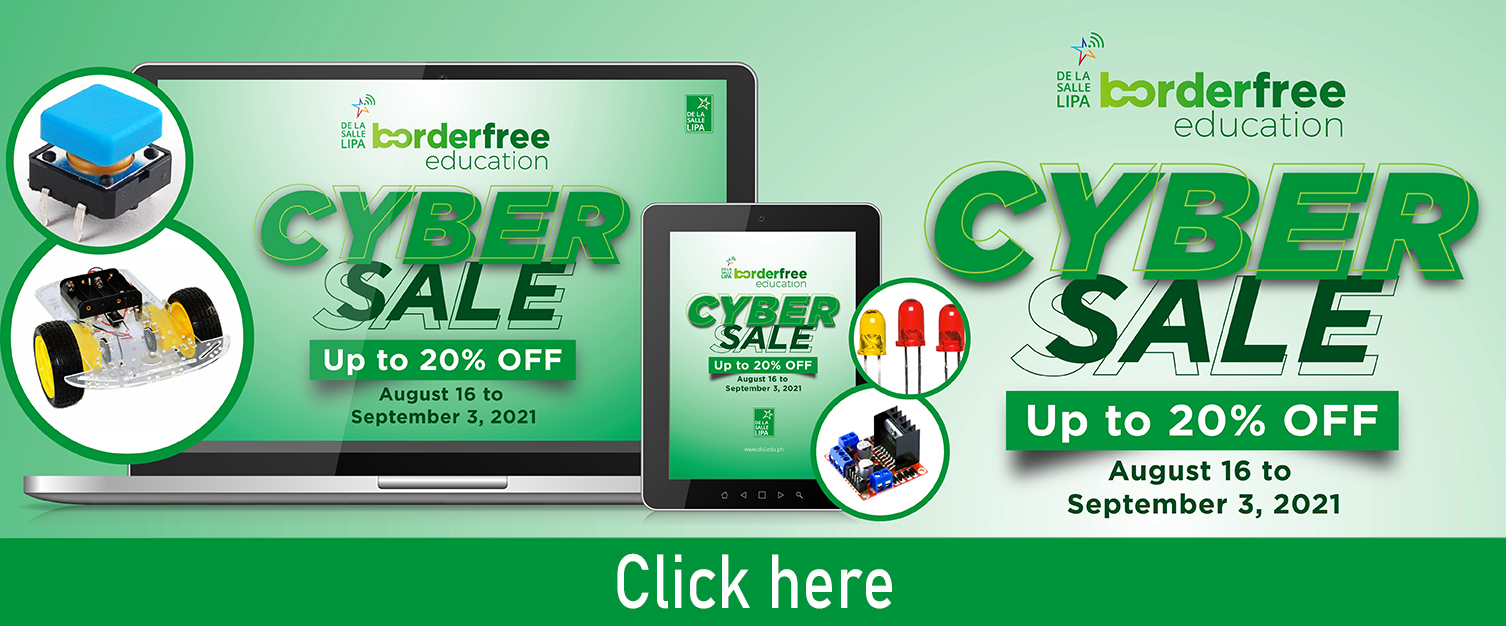 DE LA
SALLE
LIPA
borderfree
education
CYBER
SALE
Up to 20% OFF
August 16 to
September 3, 2021
DE LA
SALLE
LIPA
DE LA
SALLE
LIPA
borderfree
education
CYBER
SALE
Up to 20% OFF
August 16 to
September 3, 2021
DE LA
SALLE
LIPA
www.dlsl.edu.ph
DE LA
SALLE
LIPA
borderfree
education
CYBER
SALE
Up to 20% OFF
August 16 to
September 3, 2021
Click here